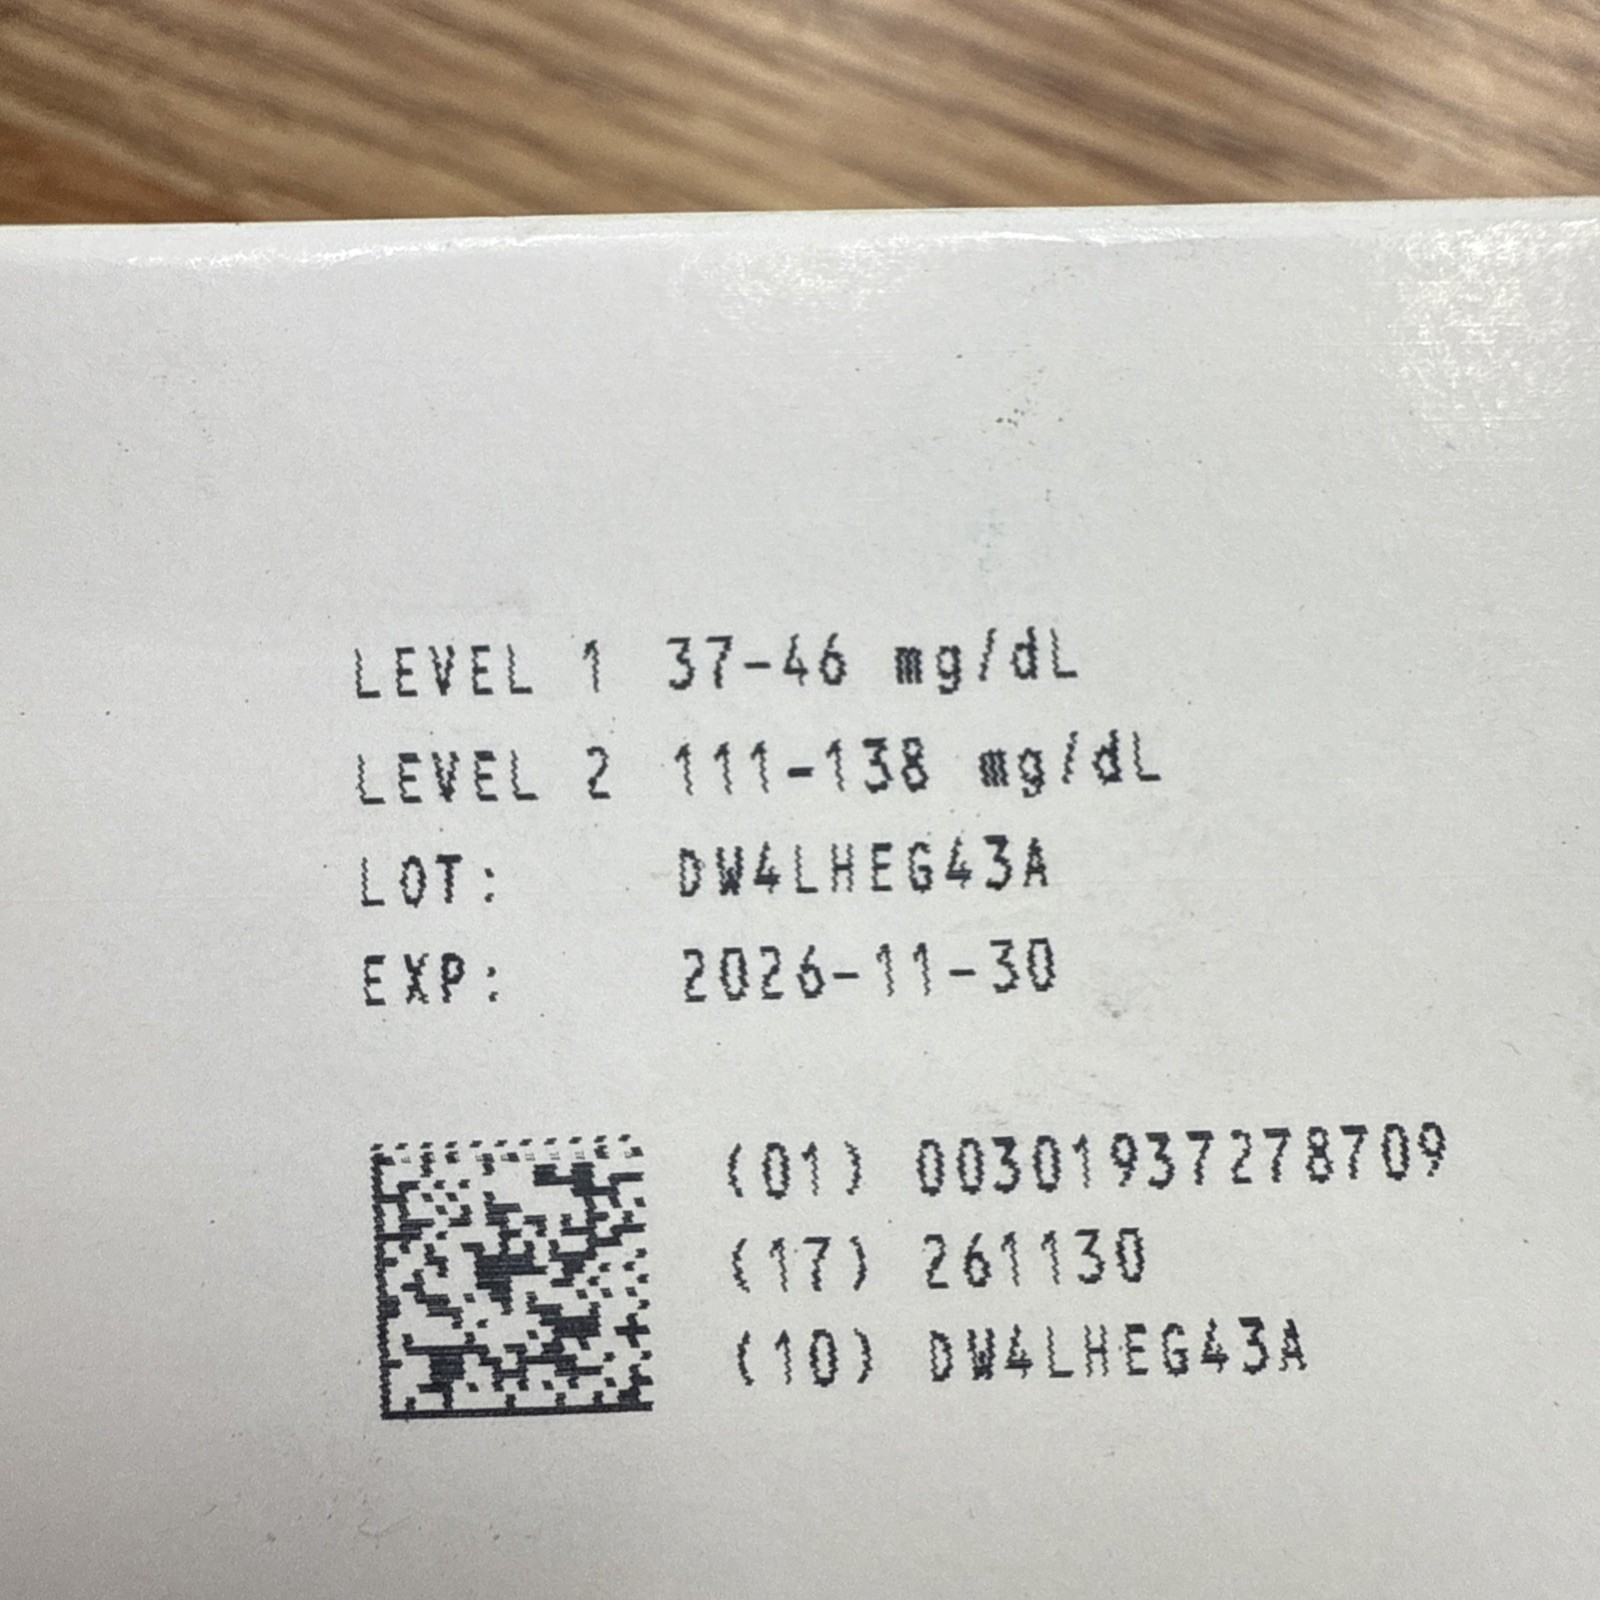 LEVEL 1 37-46 mg/dL
LEVEL 2 111-138 mg/dL
LOT: DW4LHEG43A
EXP: 2026-11-30
(01) 00301937278709
(17) 261130
(10) DW4LHEG43A